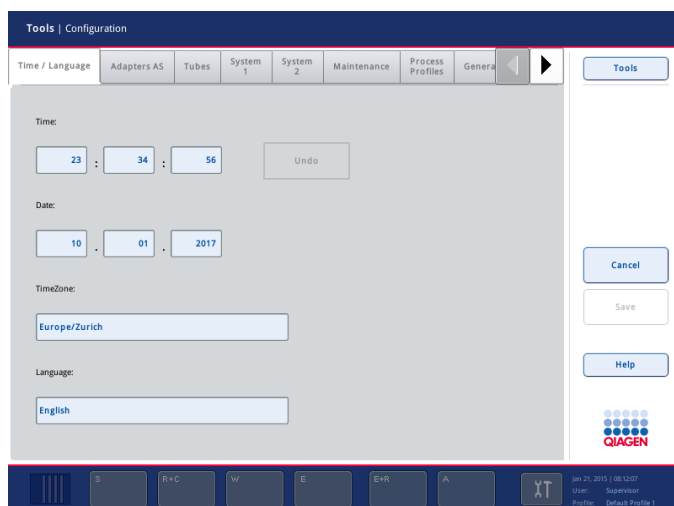 Tools | Configuration
Time / Language Adapters AS Tubes System 1 System 2 Maintenance Process Profiles Genera
Tools
Time:
23 : 34 : 56 Undo
Date:
10 . 01 . 2017
Cancel
TimeZone:
Save
Europe/Zurich
Help
Language:
English
QIAGEN
S R+C W E E+R A
Jan 21, 2015 | 08:12:07
User: Supervisor
Profile: Default Profile 1